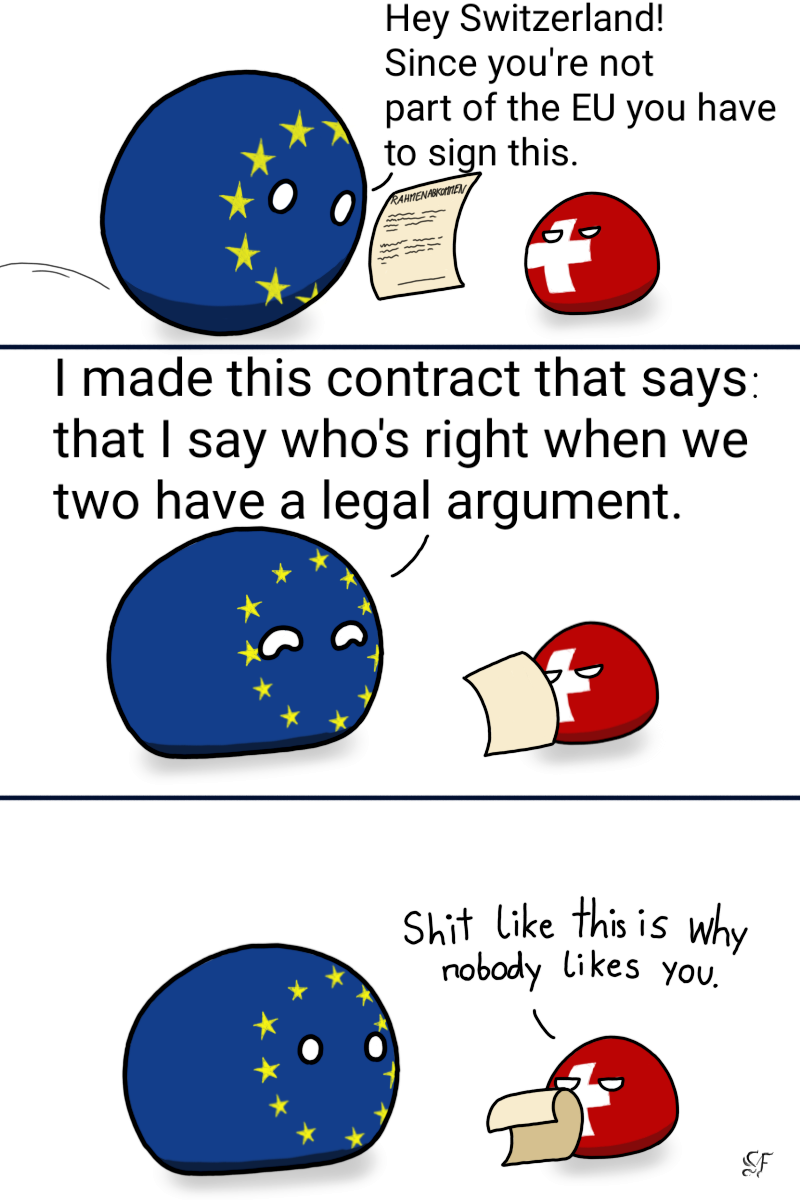 Hey Switzerland!
Since you're not
part of the EU you have
to sign this.
RAHMENABKOMMEN
I made this contract that says:
that I say who's right when we
two have a legal argument.
Shit like this is why
nobody likes you.
SF